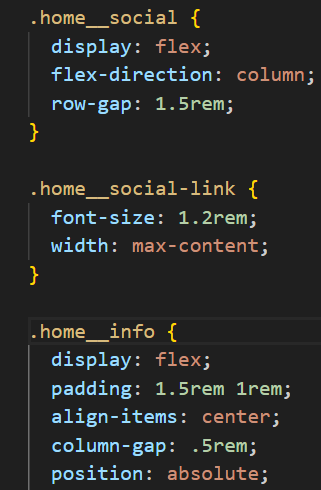 .home__social {
  display: flex;
  flex-direction: column;
  row-gap: 1.5rem;
}

.home__social-link {
  font-size: 1.2rem;
  width: max-content;
}

.home__info {
  display: flex;
  padding: 1.5rem 1rem;
  align-items: center;
  column-gap: .5rem;
  position: absolute;